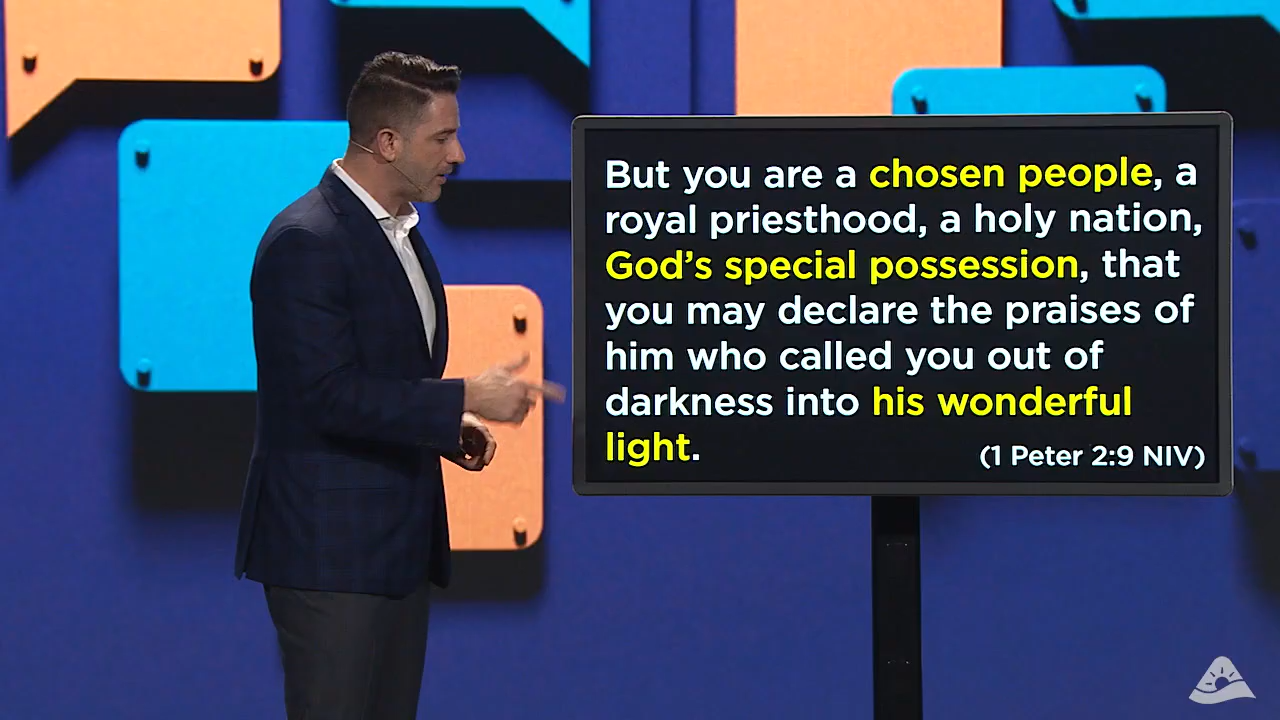 But you are a chosen people, a
royal priesthood, a holy nation,
God’s special possession, that
you may declare the praises of
him who called you out of
darkness into his wonderful
light.
(1 Peter 2:9 NIV)